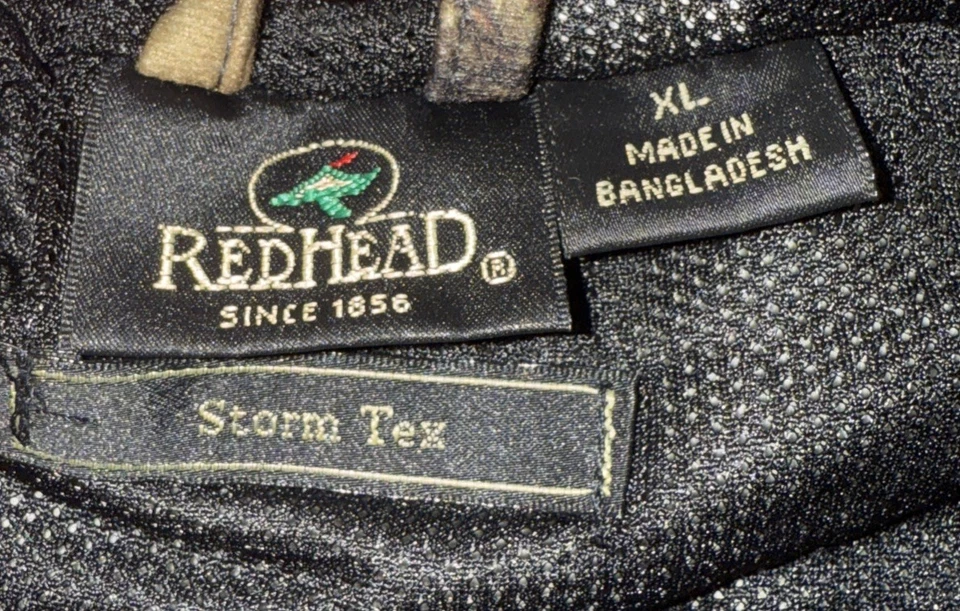 REDHEAD®
SINCE 1856
XL
MADE IN
BANGLADESH
Storm Tex